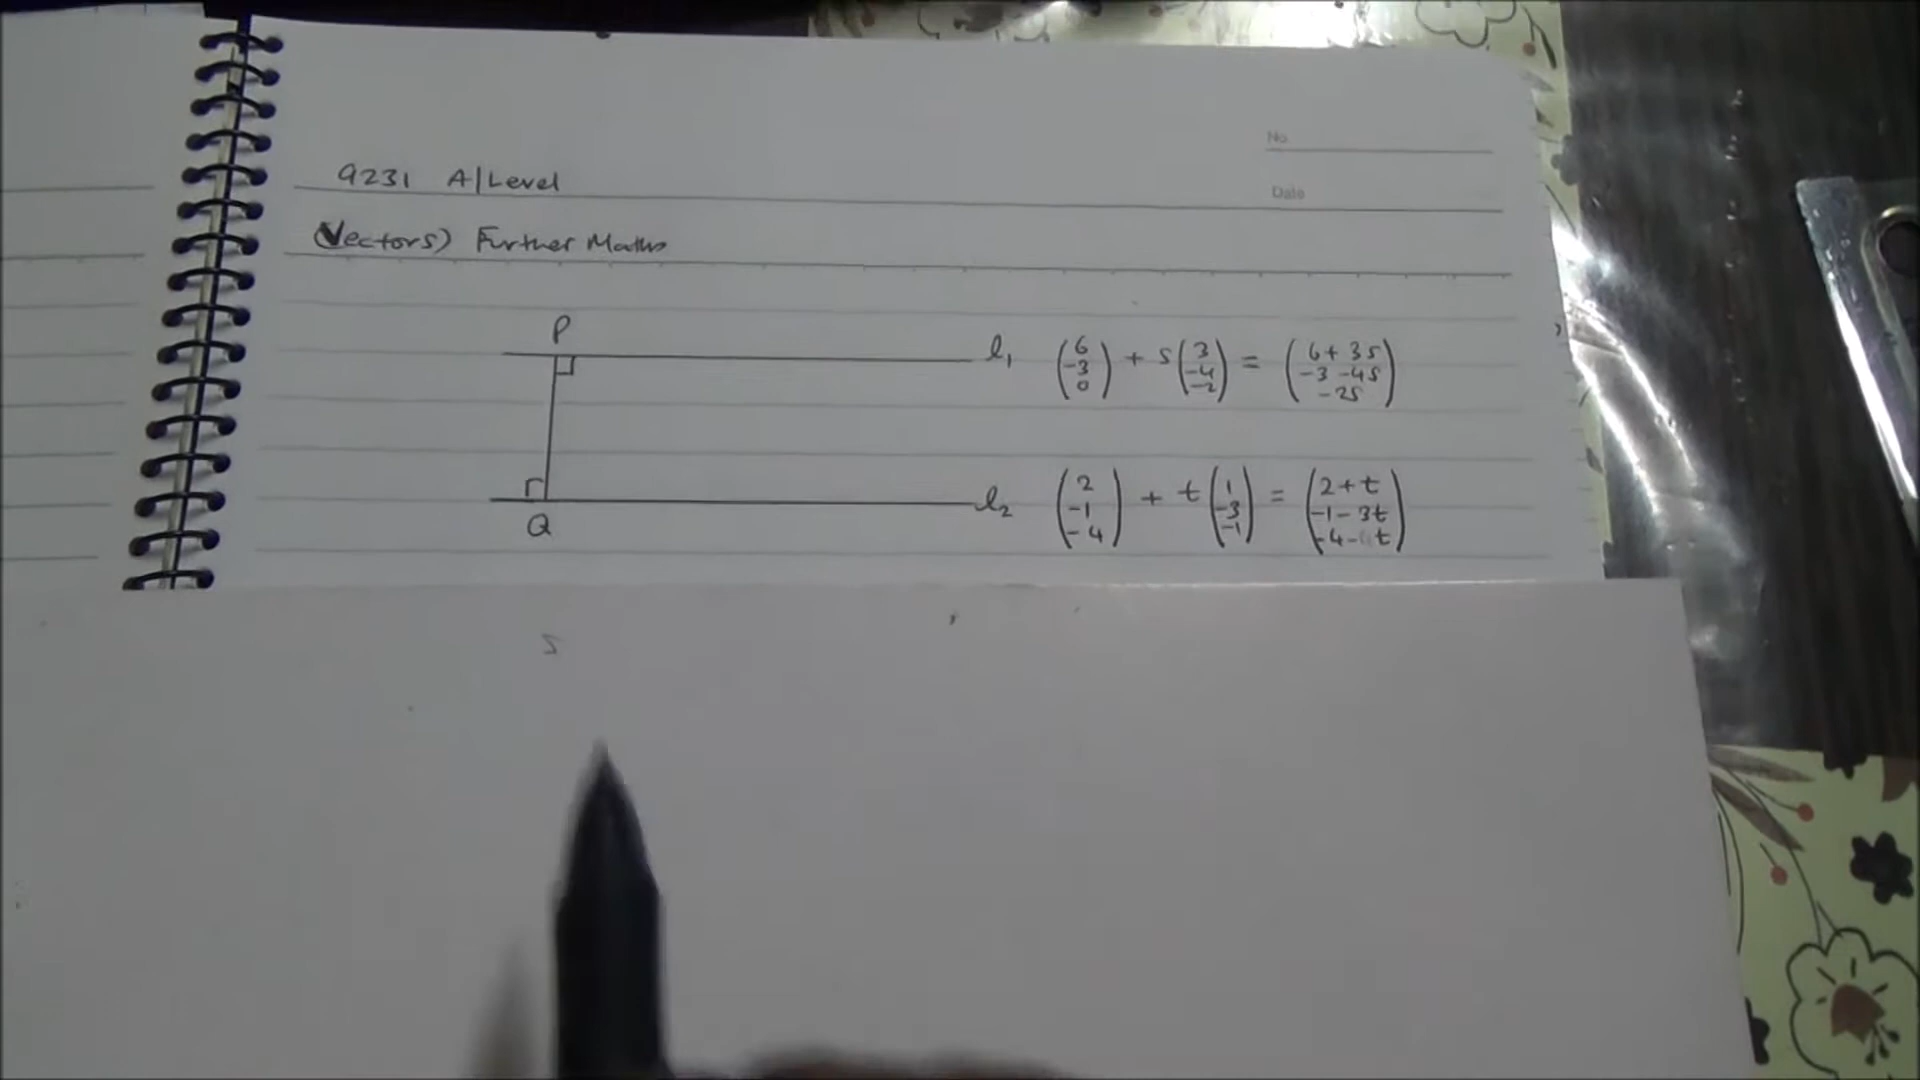 No.
Date
9231 A/Level
(Vectors) Further Maths
P
l₁ (6 -3 0) + s(3 -4 -2) = (6+3s -3-4s -2s)
l₂ (2 -1 -4) + t(1 -3 -1) = (2+t -1-3t -4-t)
Q
s